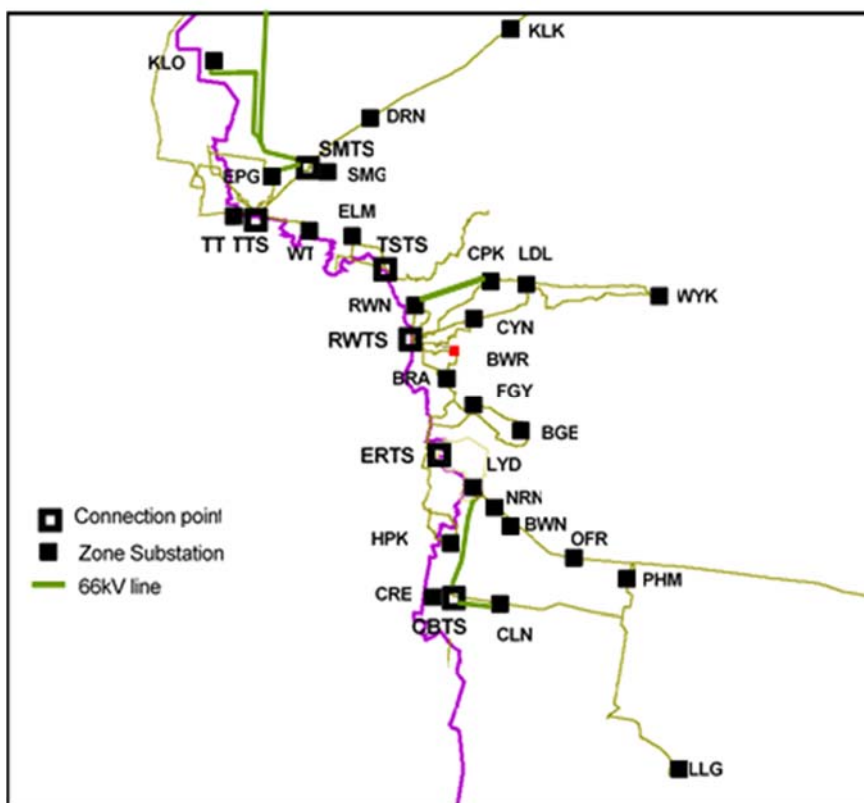 KLK
KLO
DRN
SMTS
EPG
SMG
ELM
TT TTS
WT
TSTS
CPK LDL
WYK
RWN
CYN
RWTS
BWR
BRA
FGY
BGE
ERTS
LYD
NRN
Connection point
BWN
HPK
OFR
Zone Substation
PHM
66kV line
CRE
CBTS
CLN
LLG